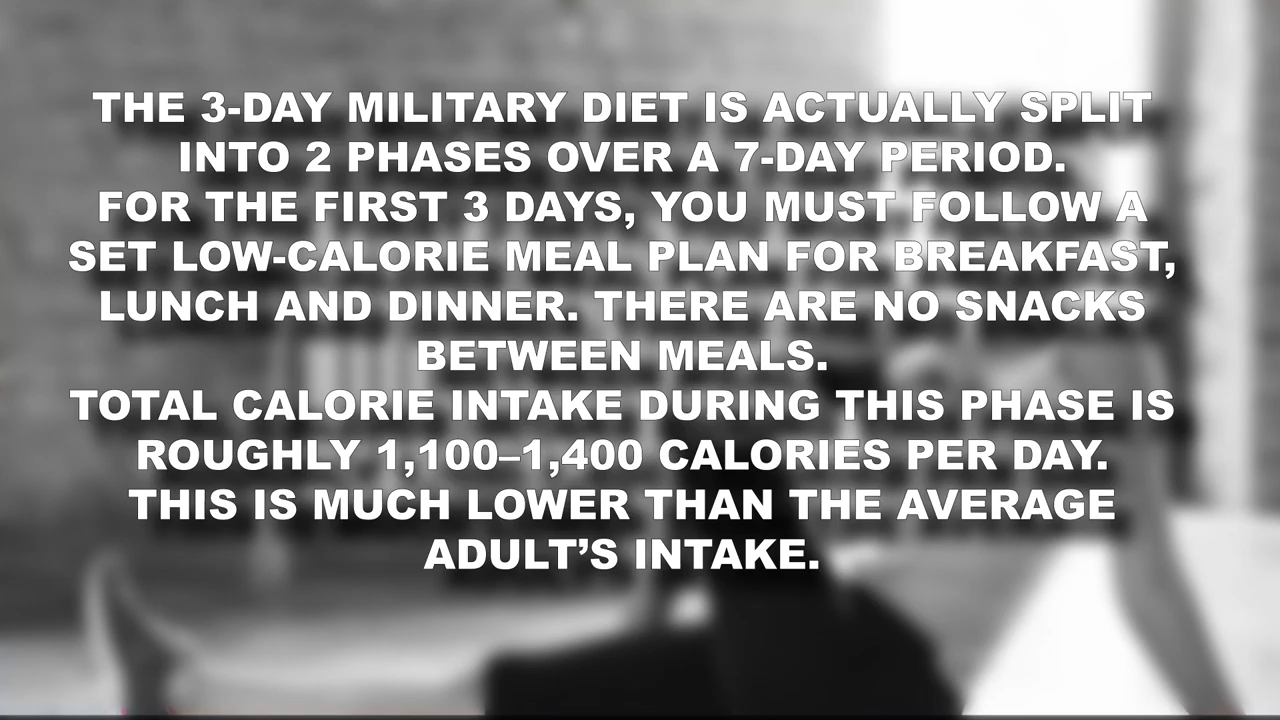 THE 3-DAY MILITARY DIET IS ACTUALLY SPLIT
INTO 2 PHASES OVER A 7-DAY PERIOD.
FOR THE FIRST 3 DAYS, YOU MUST FOLLOW A
SET LOW-CALORIE MEAL PLAN FOR BREAKFAST,
LUNCH AND DINNER. THERE ARE NO SNACKS
BETWEEN MEALS.
TOTAL CALORIE INTAKE DURING THIS PHASE IS
ROUGHLY 1,100–1,400 CALORIES PER DAY.
THIS IS MUCH LOWER THAN THE AVERAGE
ADULT’S INTAKE.